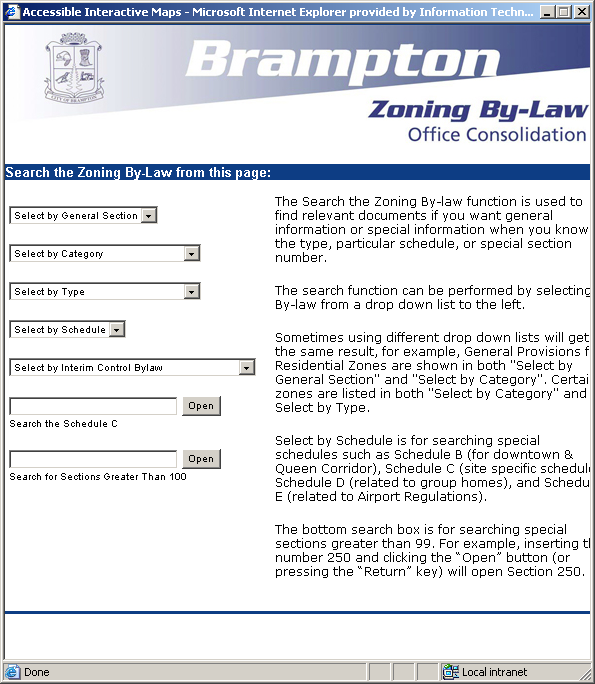 Accessible Interactive Maps - Microsoft Internet Explorer provided by Information Techn...
CITY OF BRAMPTON
Brampton
Zoning By-Law
Office Consolidation
Search the Zoning By-Law from this page:
Select by General Section
Select by Category
Select by Type
Select by Schedule
Select by Interim Control Bylaw
Open
Search the Schedule C
Open
Search for Sections Greater Than 100
The Search the Zoning By-law function is used to
find relevant documents if you want general
information or special information when you know
the type, particular schedule, or special section
number.
The search function can be performed by selecting
By-law from a drop down list to the left.
Sometimes using different drop down lists will get
the same result, for example, General Provisions f
Residential Zones are shown in both "Select by
General Section" and "Select by Category". Certai
zones are listed in both "Select by Category" and
Select by Type.
Select by Schedule is for searching special
schedules such as Schedule B (for downtown &
Queen Corridor), Schedule C (site specific schedul
Schedule D (related to group homes), and Schedu
E (related to Airport Regulations).
The bottom search box is for searching special
sections greater than 99. For example, inserting t
number 250 and clicking the “Open” button (or
pressing the “Return” key) will open Section 250.
Done
Local intranet